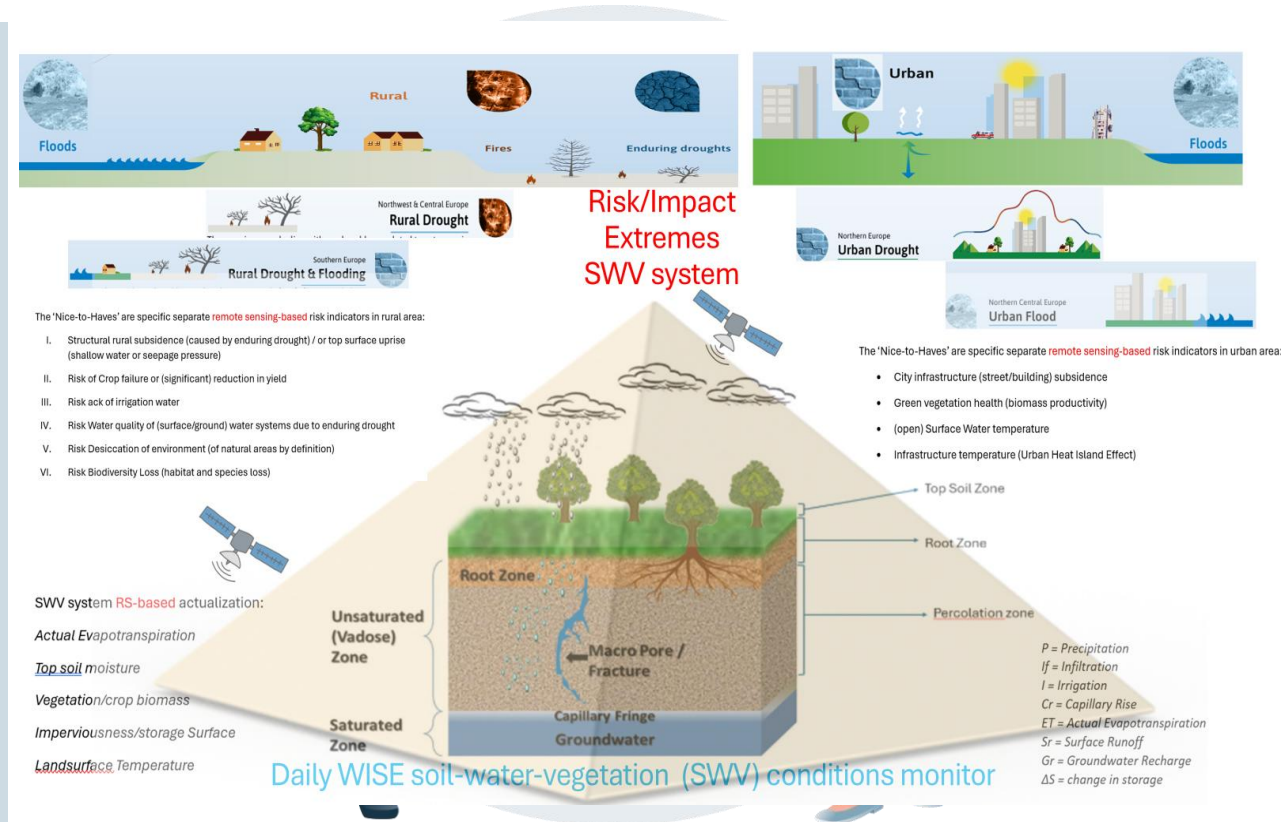 Floods
Rural
Fires
Enduring droughts
Urban
Floods
Northwest & Central Europe
Rural Drought
Southern Europe
Rural Drought & Flooding
Risk/Impact
Extremes
SWV system
Northern Europe
Urban Drought
Northern Central Europe
Urban Flood
The 'Nice-to-Haves' are specific separate remote sensing-based risk indicators in rural area:
I. Structural rural subsidence (caused by enduring drought) / or top surface uprise
(shallow water or seepage pressure)
II. Risk of Crop failure or (significant) reduction in yield
III. Risk ack of irrigation water
IV. Risk Water quality of (surface/ground) water systems due to enduring drought
V. Risk Desiccation of environment (of natural areas by definition)
VI. Risk Biodiversity Loss (habitat and species loss)
The 'Nice-to-Haves' are specific separate remote sensing-based risk indicators in urban area:
• City infrastructure (street/building) subsidence
• Green vegetation health (biomass productivity)
• (open) Surface Water temperature
• Infrastructure temperature (Urban Heat Island Effect)
Top Soil Zone
Root Zone
Percolation zone
Root Zone
Unsaturated
(Vadose)
Zone
Macro Pore /
Fracture
Capillary Fringe
Saturated
Zone
Groundwater
SWV system RS-based actualization:
Actual Evapotranspiration
Top soil moisture
Vegetation/crop biomass
Imperviousness/storage Surface
Landsurface Temperature
P = Precipitation
If = Infiltration
I = Irrigation
Cr = Capillary Rise
ET = Actual Evapotranspiration
Sr = Surface Runoff
Gr = Groundwater Recharge
ΔS = change in storage
Daily WISE soil-water-vegetation (SWV) conditions monitor